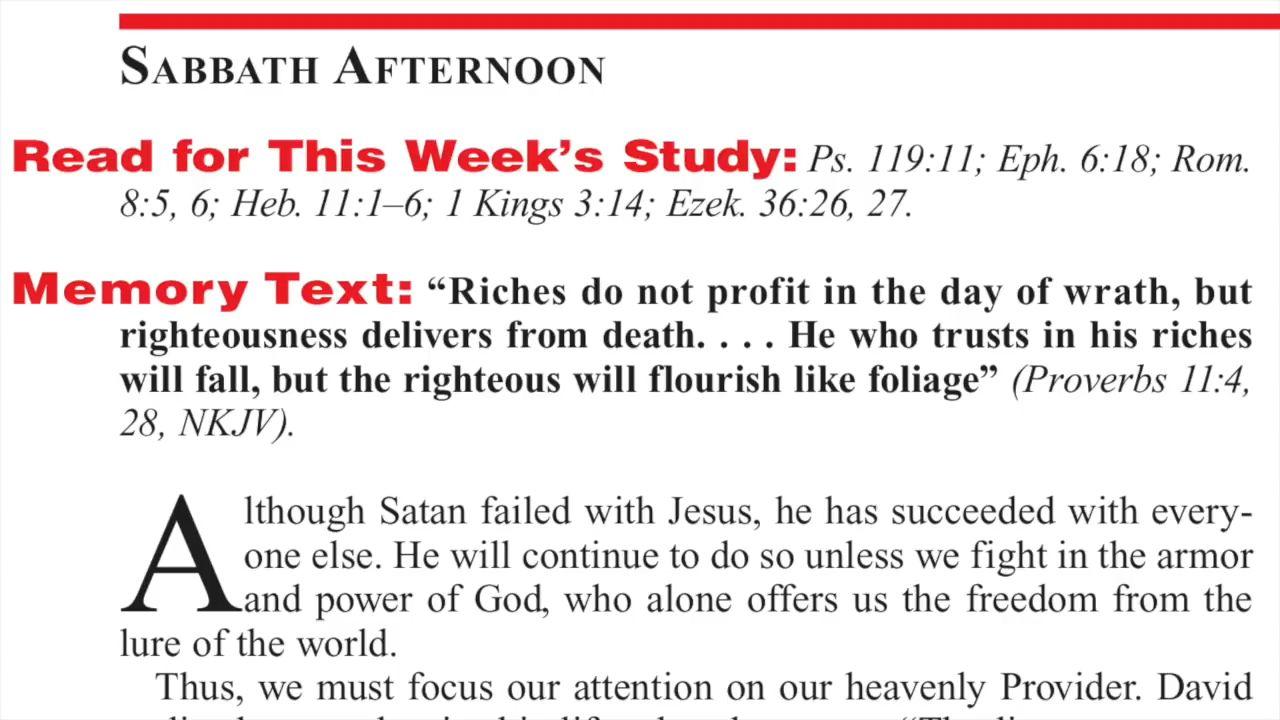 SABBATH AFTERNOON
Read for This Week’s Study: Ps. 119:11; Eph. 6:18; Rom.
8:5, 6; Heb. 11:1–6; 1 Kings 3:14; Ezek. 36:26, 27.
Memory Text: “Riches do not profit in the day of wrath, but
righteousness delivers from death. . . . He who trusts in his riches
will fall, but the righteous will flourish like foliage” (Proverbs 11:4,
28, NKJV).
Although Satan failed with Jesus, he has succeeded with every-
one else. He will continue to do so unless we fight in the armor
and power of God, who alone offers us the freedom from the
lure of the world.
Thus, we must focus our attention on our heavenly Provider. David